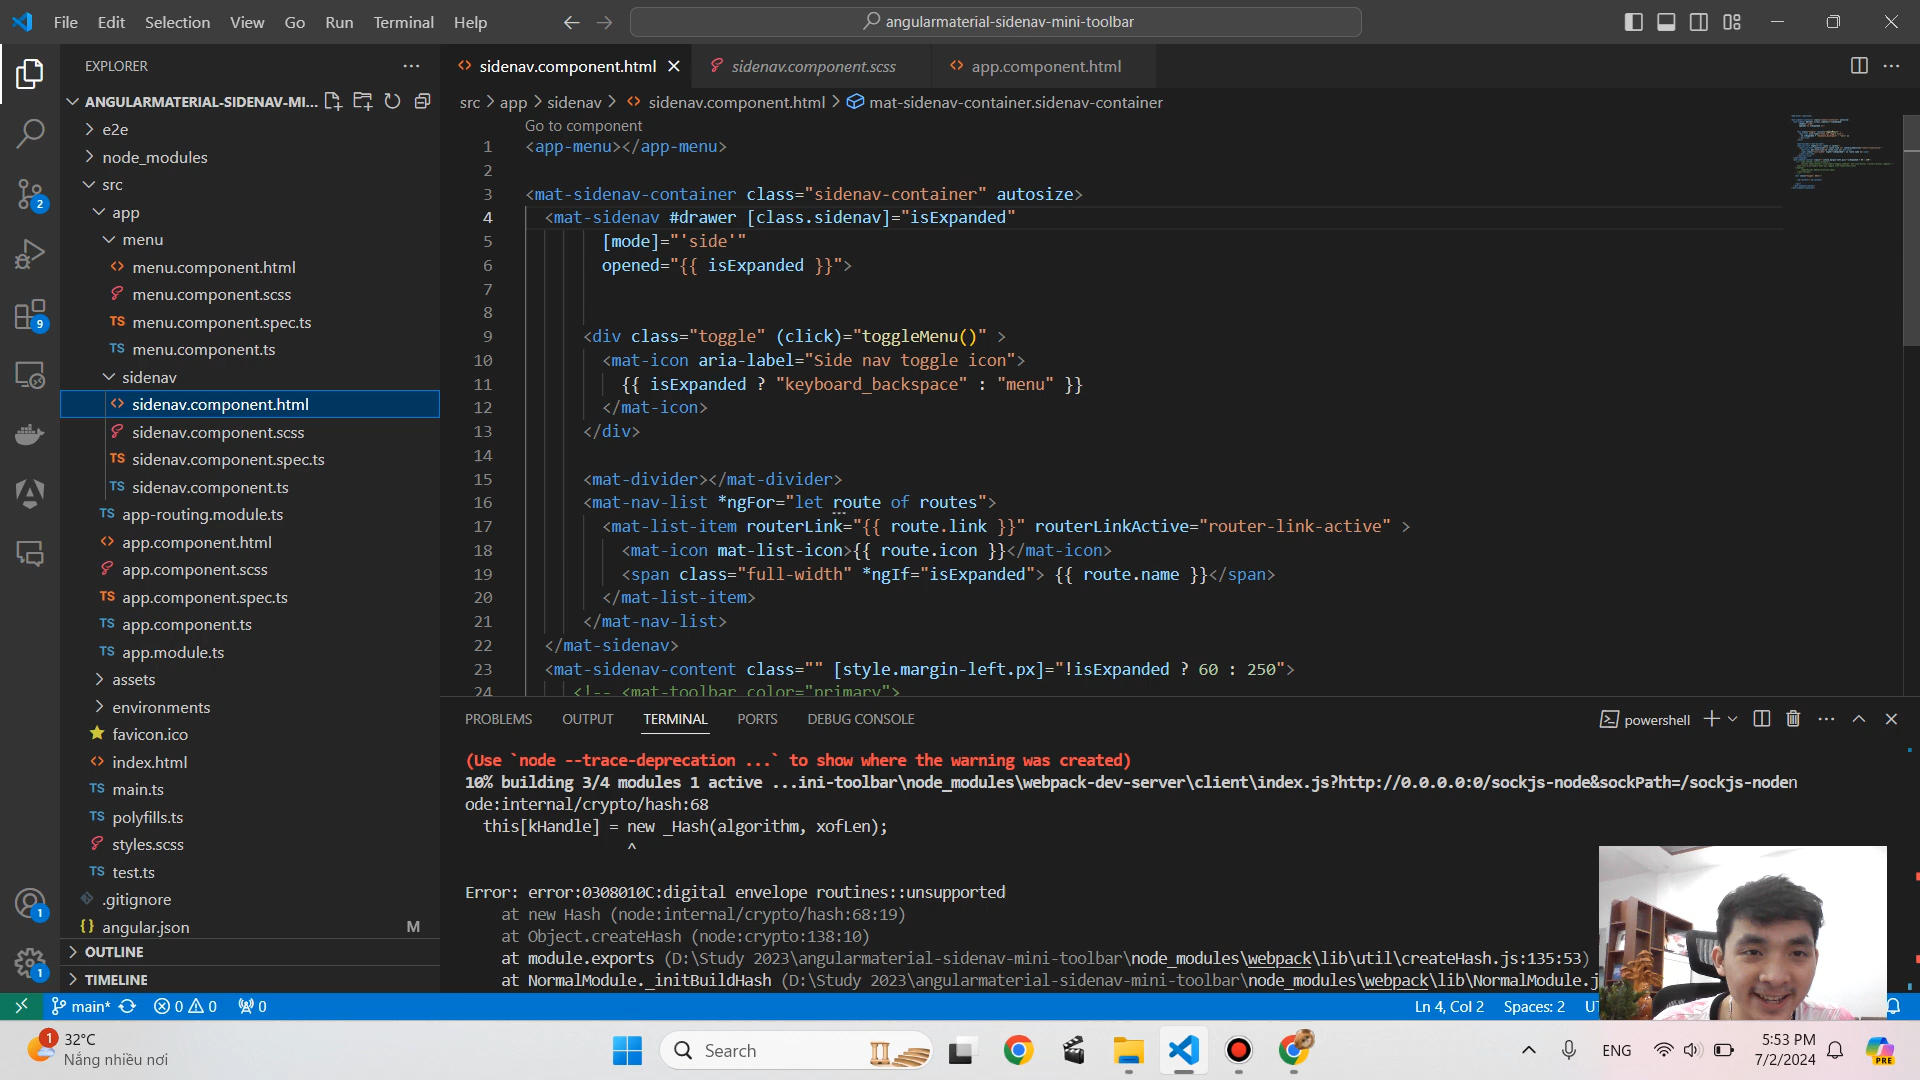 File Edit Selection View Go Run Terminal Help
angularmaterial-sidenav-mini-toolbar
EXPLORER
ANGULARMATERIAL-SIDENAV-MI...
e2e
node_modules
src
app
menu
menu.component.html
menu.component.scss
menu.component.spec.ts
menu.component.ts
sidenav
sidenav.component.html
sidenav.component.scss
sidenav.component.spec.ts
sidenav.component.ts
app-routing.module.ts
app.component.html
app.component.scss
app.component.spec.ts
app.component.ts
app.module.ts
assets
environments
favicon.ico
index.html
main.ts
polyfills.ts
styles.scss
test.ts
.gitignore
angular.json M
OUTLINE
TIMELINE
2
9
1
1
sidenav.component.html sidenav.component.scss app.component.html
src > app > sidenav > sidenav.component.html > mat-sidenav-container.sidenav-container
Go to component
1 <app-menu></app-menu>
2
3 <mat-sidenav-container class="sidenav-container" autosize>
4 <mat-sidenav #drawer [class.sidenav]="isExpanded"
5 [mode]="'side'"
6 opened="{{ isExpanded }}">
7
8
9 <div class="toggle" (click)="toggleMenu()" >
10 <mat-icon aria-label="Side nav toggle icon">
11 {{ isExpanded ? "keyboard_backspace" : "menu" }}
12 </mat-icon>
13 </div>
14
15 <mat-divider></mat-divider>
16 <mat-nav-list *ngFor="let route of routes">
17 <mat-list-item routerLink="{{ route.link }}" routerLinkActive="router-link-active" >
18 <mat-icon mat-list-icon>{{ route.icon }}</mat-icon>
19 <span class="full-width" *ngIf="isExpanded"> {{ route.name }}</span>
20 </mat-list-item>
21 </mat-nav-list>
22 </mat-sidenav>
23 <mat-sidenav-content class="" [style.margin-left.px]="!isExpanded ? 60 : 250">
24 <!-- <mat-toolbar color="primary">
PROBLEMS OUTPUT TERMINAL PORTS DEBUG CONSOLE
powershell
(Use `node --trace-deprecation ...` to show where the warning was created)
10% building 3/4 modules 1 active ...ini-toolbar\node_modules\webpack-dev-server\client\index.js?http://0.0.0.0:0/sockjs-node&sockPath=/sockjs-noden
ode:internal/crypto/hash:68
this[kHandle] = new _Hash(algorithm, xofLen);
^
Error: error:0308010C:digital envelope routines::unsupported
at new Hash (node:internal/crypto/hash:68:19)
at Object.createHash (node:crypto:138:10)
at module.exports (D:\Study 2023\angularmaterial-sidenav-mini-toolbar\node_modules\webpack\lib\util\createHash.js:135:53)
at NormalModule._initBuildHash (D:\Study 2023\angularmaterial-sidenav-mini-toolbar\node_modules\webpack\lib\NormalModule.j
main* 0 0 0
Ln 4, Col 2 Spaces: 2 U
1
32°C
Nắng nhiều nơi
Search
ENG
5:53 PM
7/2/2024
PRE